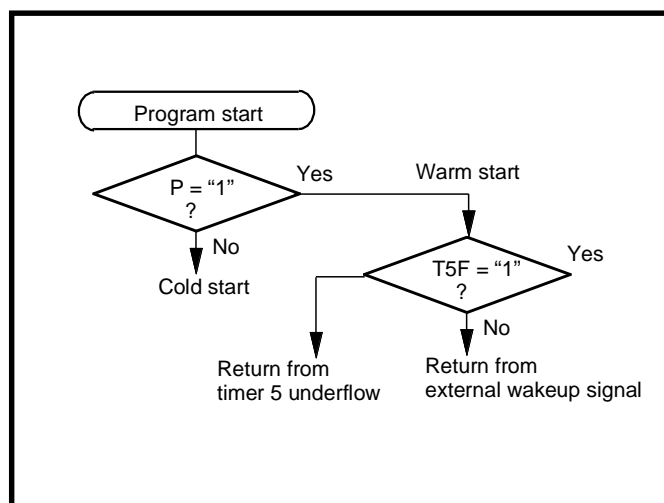 Program start
P = “1”
?
Yes
Warm start
No
Cold start
T5F = “1”
?
Yes
No
Return from
timer 5 underflow
Return from
external wakeup signal